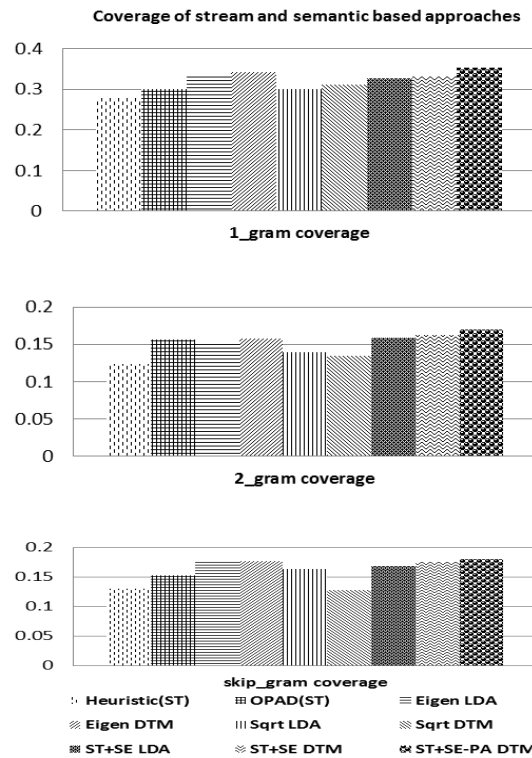 Coverage of stream and semantic based approaches
0.4
0.3
0.2
0.1
0
1_gram coverage
0.2
0.15
0.1
0.05
0
2_gram coverage
0.2
0.15
0.1
0.05
0
skip_gram coverage
Heuristic(ST) OPAD(ST) Eigen LDA
Eigen DTM Sqrt LDA Sqrt DTM
ST+SE LDA ST+SE DTM ST+SE-PA DTM